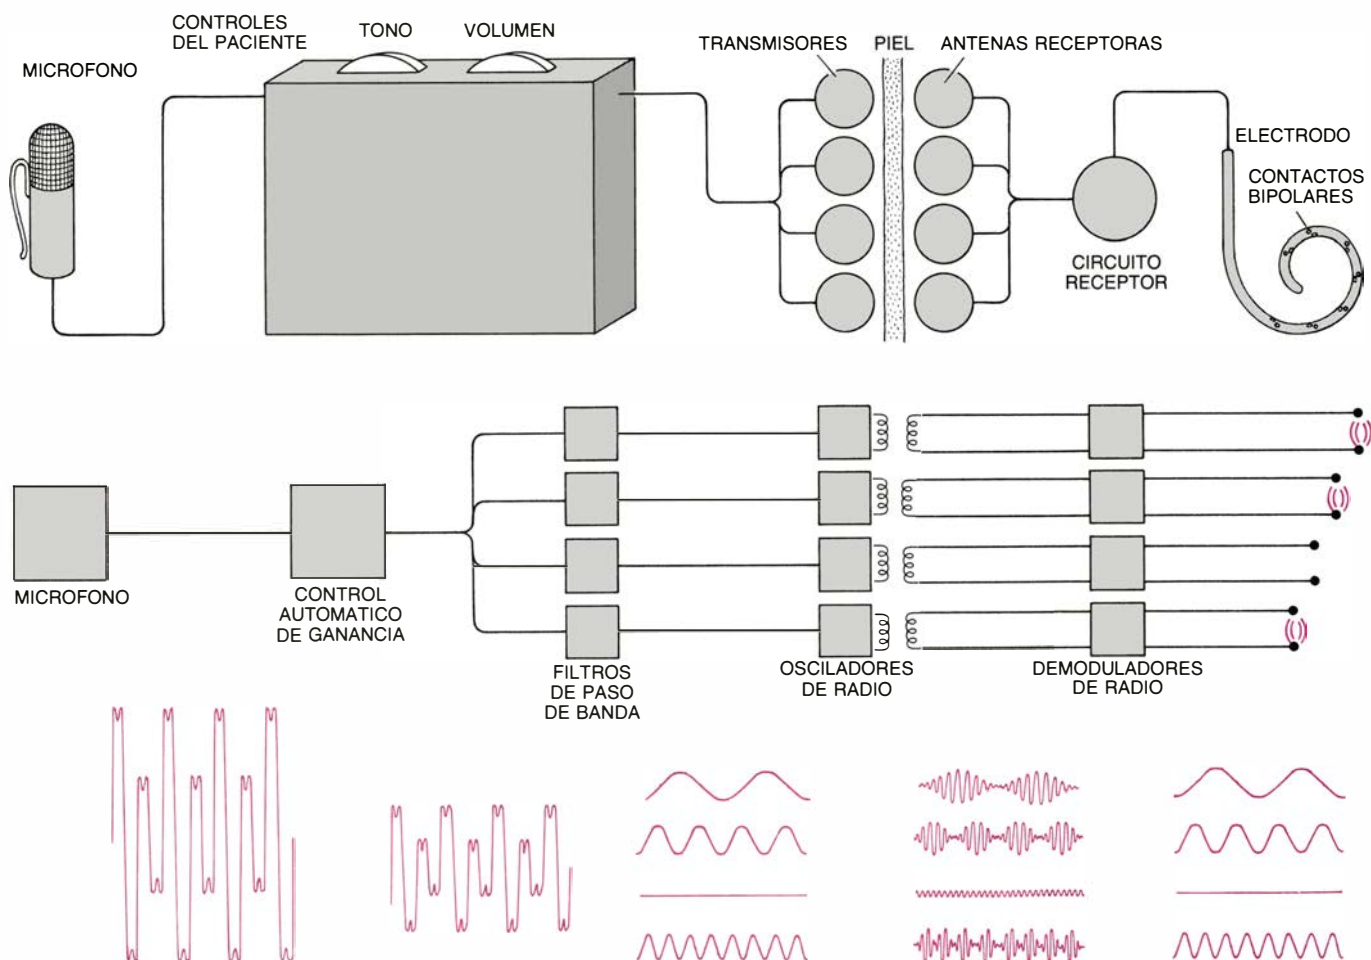 CONTROLES
DEL PACIENTE
TONO
VOLUMEN
MICROFONO
TRANSMISORES
PIEL
ANTENAS RECEPTORAS
ELECTRODO
CONTACTOS
BIPOLARES
CIRCUITO
RECEPTOR
MICROFONO
CONTROL
AUTOMATICO
DE GANANCIA
FILTROS
DE PASO
DE BANDA
OSCILADORES
DE RADIO
DEMODULADORES
DE RADIO